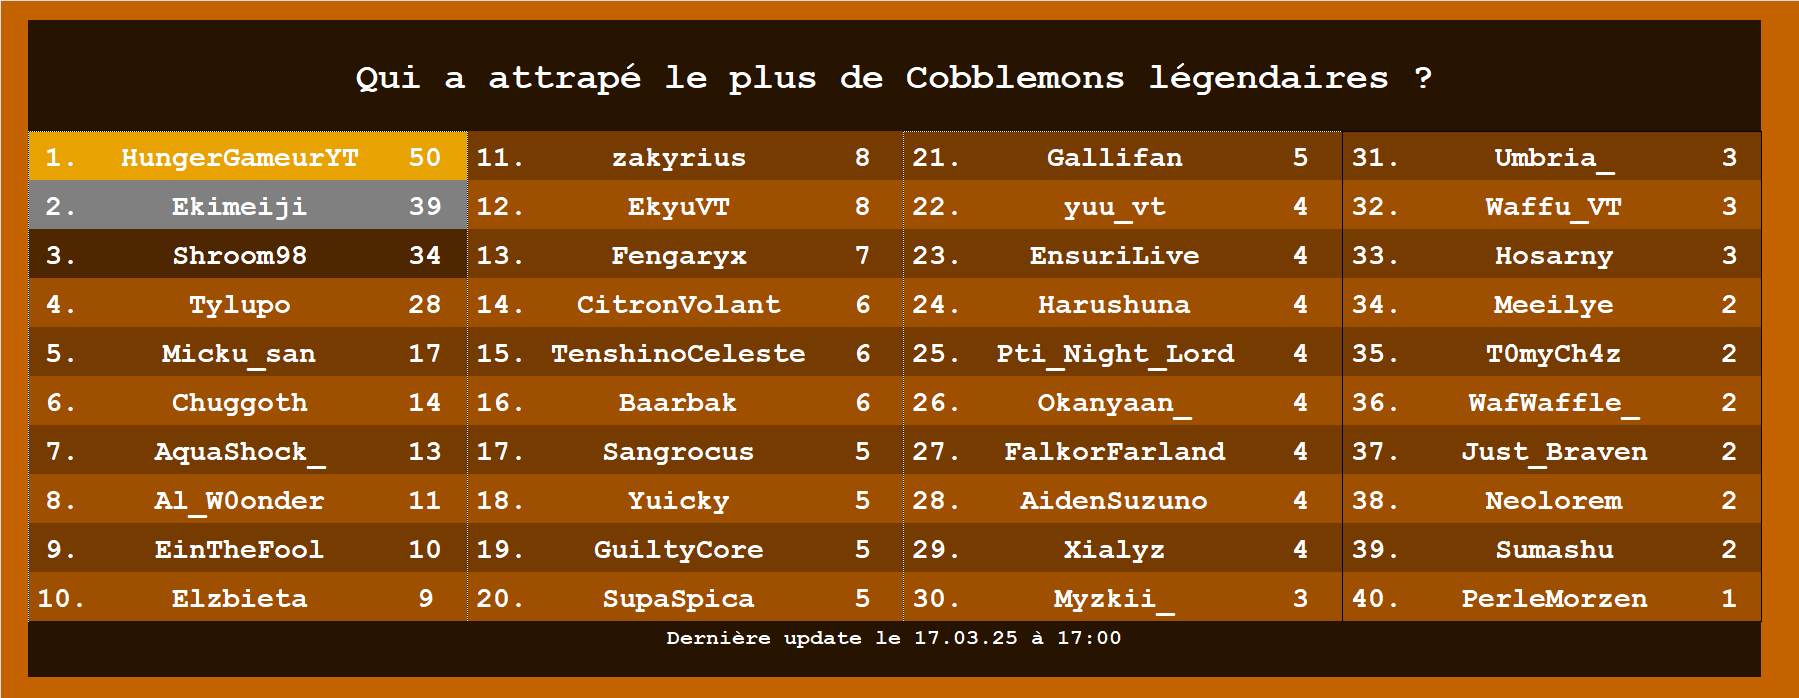 Qui a attrapé le plus de Cobblemons légendaires ?
1. HungerGameurYT 50
2. Ekimeiji 39
3. Shroom98 34
4. Tylupo 28
5. Micku_san 17
6. Chuggoth 14
7. AquaShock_ 13
8. Al_W0onder 11
9. EinTheFool 10
10. Elzbieta 9
11. zakyrius 8
12. EkyuVT 8
13. Fengaryx 7
14. CitronVolant 6
15. TenshinoCeleste 6
16. Baarbak 6
17. Sangrocus 5
18. Yuicky 5
19. GuiltyCore 5
20. SupaSpica 5
21. Gallifan 5
22. yuu_vt 4
23. EnsuriLive 4
24. Harushuna 4
25. Pti_Night_Lord 4
26. Okanyaan_ 4
27. FalkorFarland 4
28. AidenSuzuno 4
29. Xialyz 4
30. Myzkii_ 3
31. Umbria_ 3
32. Waffu_VT 3
33. Hosarny 3
34. Meeilye 2
35. T0myCh4z 2
36. WafWaffle_ 2
37. Just_Braven 2
38. Neolorem 2
39. Sumashu 2
40. PerleMorzen 1
Dernière update le 17.03.25 à 17:00